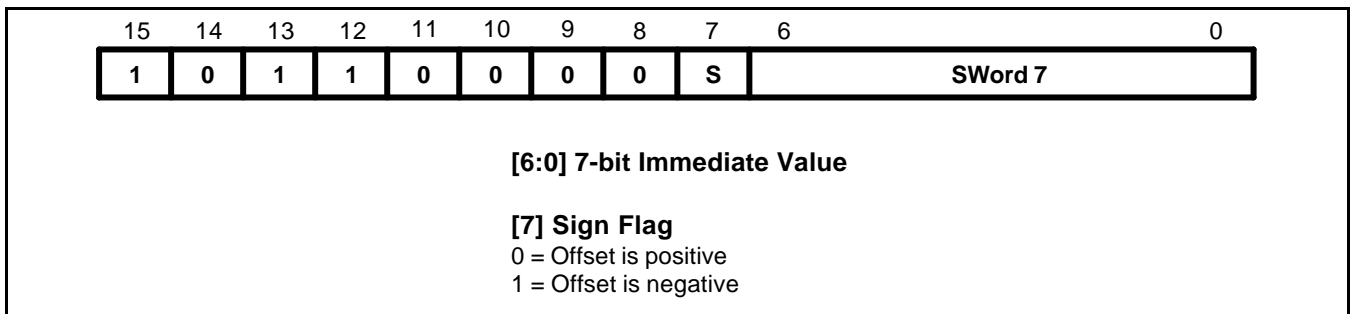 15 14 13 12 11 10 9 8 7 6 0
1 0 1 1 0 0 0 0 S SWord 7
[6:0] 7-bit Immediate Value
[7] Sign Flag
0 = Offset is positive
1 = Offset is negative